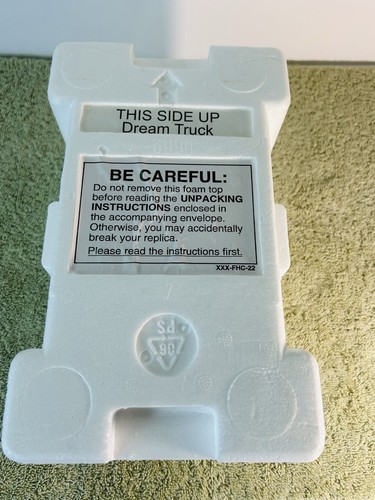 THIS SIDE UP
Dream Truck
BE CAREFUL:
Do not remove this foam top
before reading the UNPACKING
INSTRUCTIONS enclosed in
the accompanying envelope.
Otherwise, you may accidentally
break your replica.
Please read the instructions first.
XXX-FHC-22
PS
06